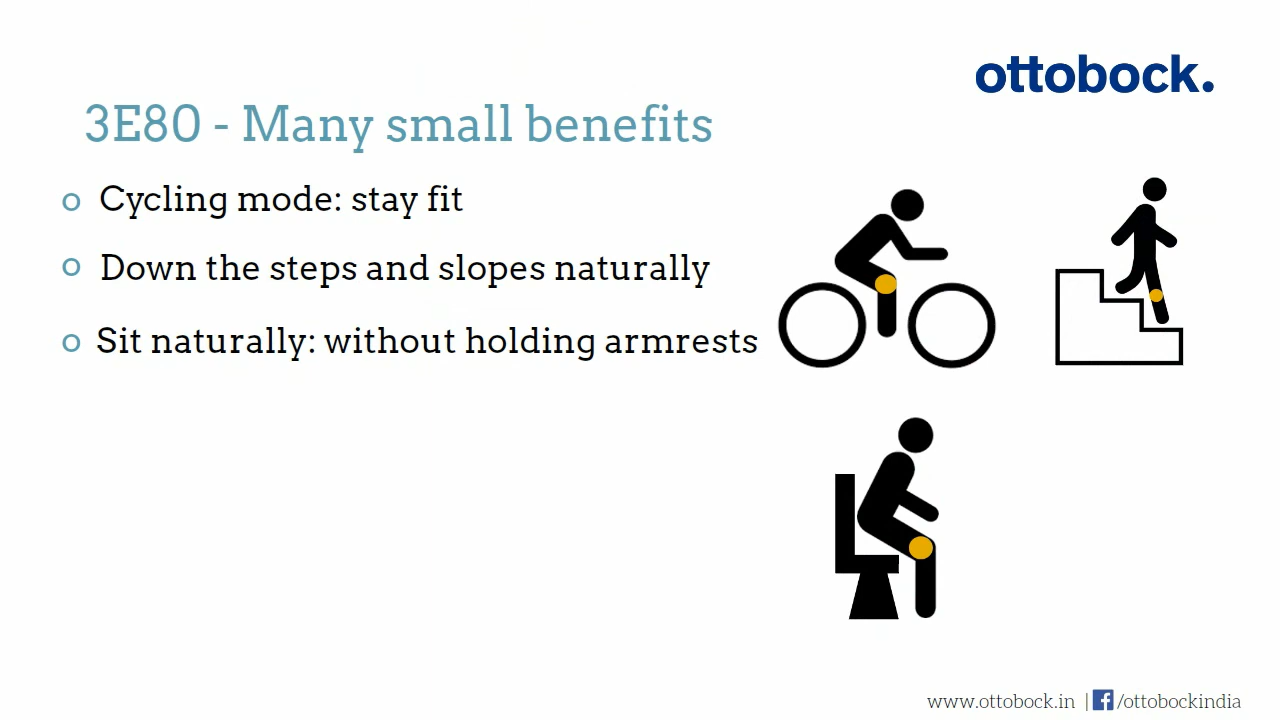 ottobock.
3E80 - Many small benefits
o Cycling mode: stay fit
o Down the steps and slopes naturally
o Sit naturally: without holding armrests
www.ottobock.in | f /ottobockindia